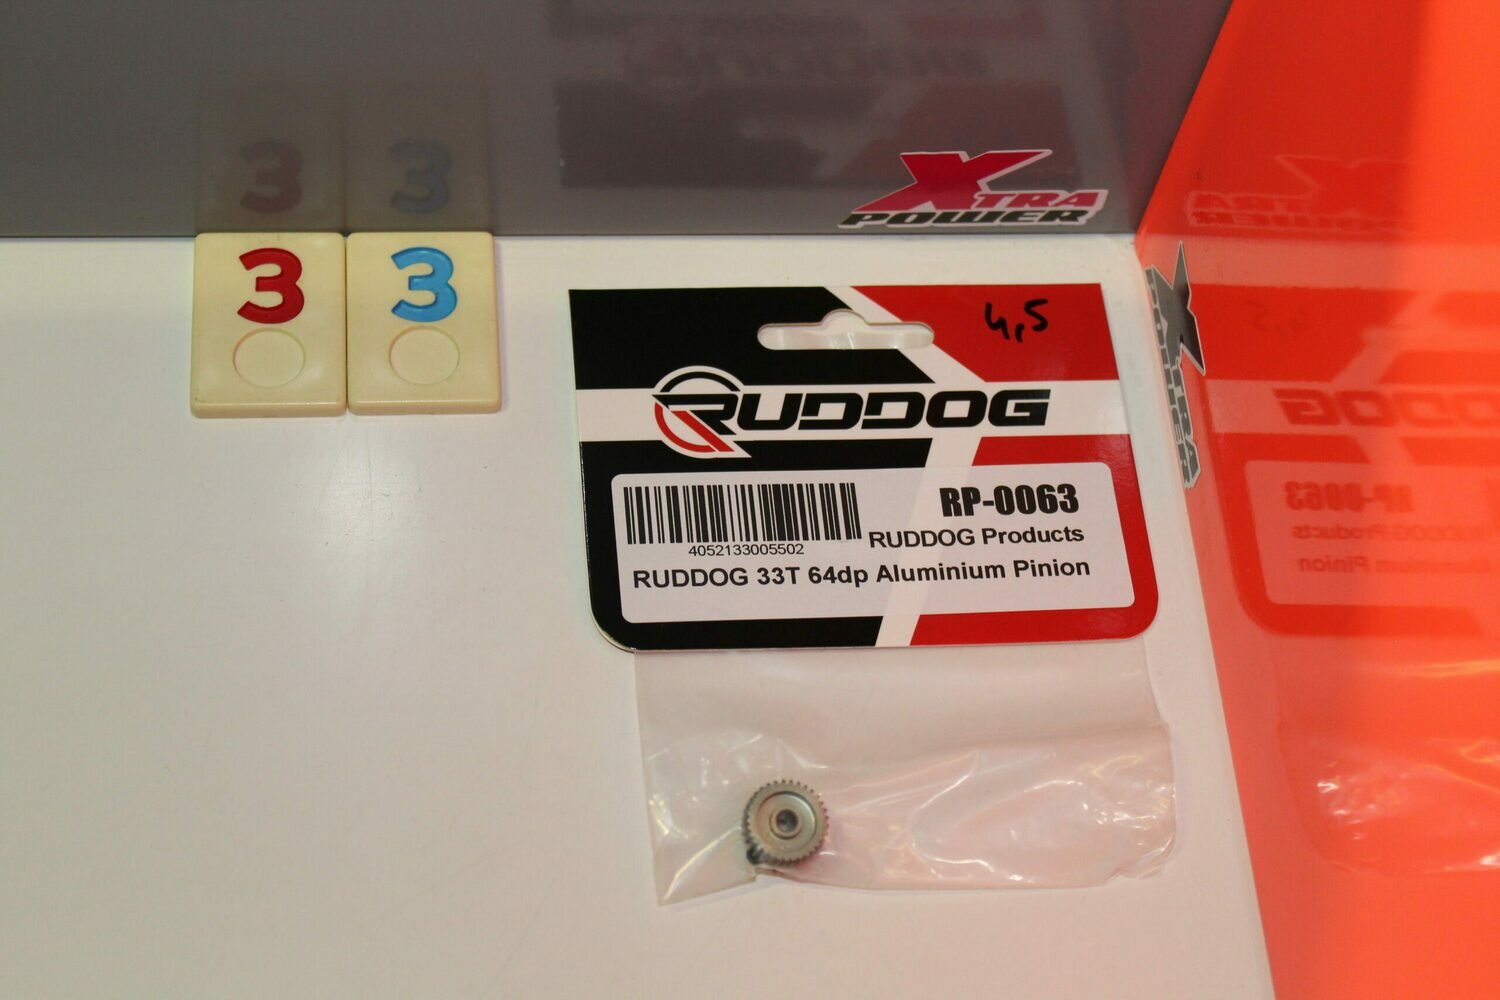 XTRA
POWER
3 3
4,5
RUDDOG
RP-0063
4052133005502
RUDDOG Products
RUDDOG 33T 64dp Aluminium Pinion